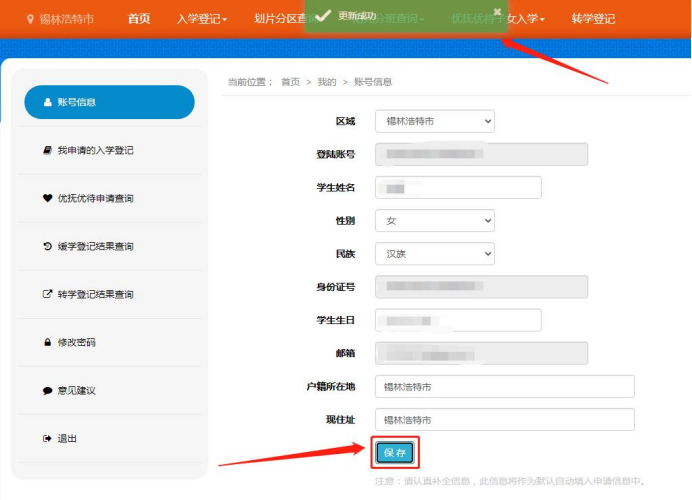 锡林浩特市 首页 入学登记 划片分区查 更新成功 × 优抚优待子女入学 转学登记
当前位置： 首页 > 我的 > 账号信息
账号信息
我申请的入学登记
优抚优待申请查询
缓学登记结果查询
转学登记结果查询
修改密码
意见建议
退出
区域 锡林浩特市
登陆账号
学生姓名
性别 女
民族 汉族
身份证号
学生生日
邮箱
户籍所在地 锡林浩特市
现住址 锡林浩特市
保存
注意：请认真补全信息，此信息将作为默认自动填入申请信息中。